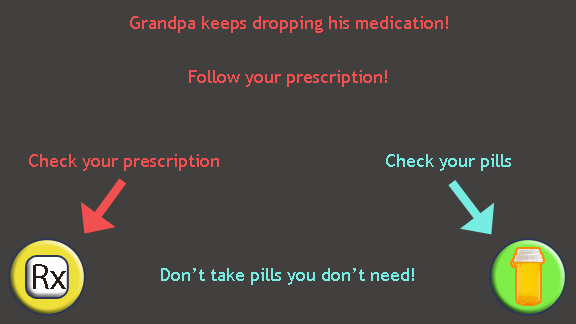 Grandpa keeps dropping his medication!
Follow your prescription!
Check your prescription
Check your pills
Rx
Don't take pills you don't need!